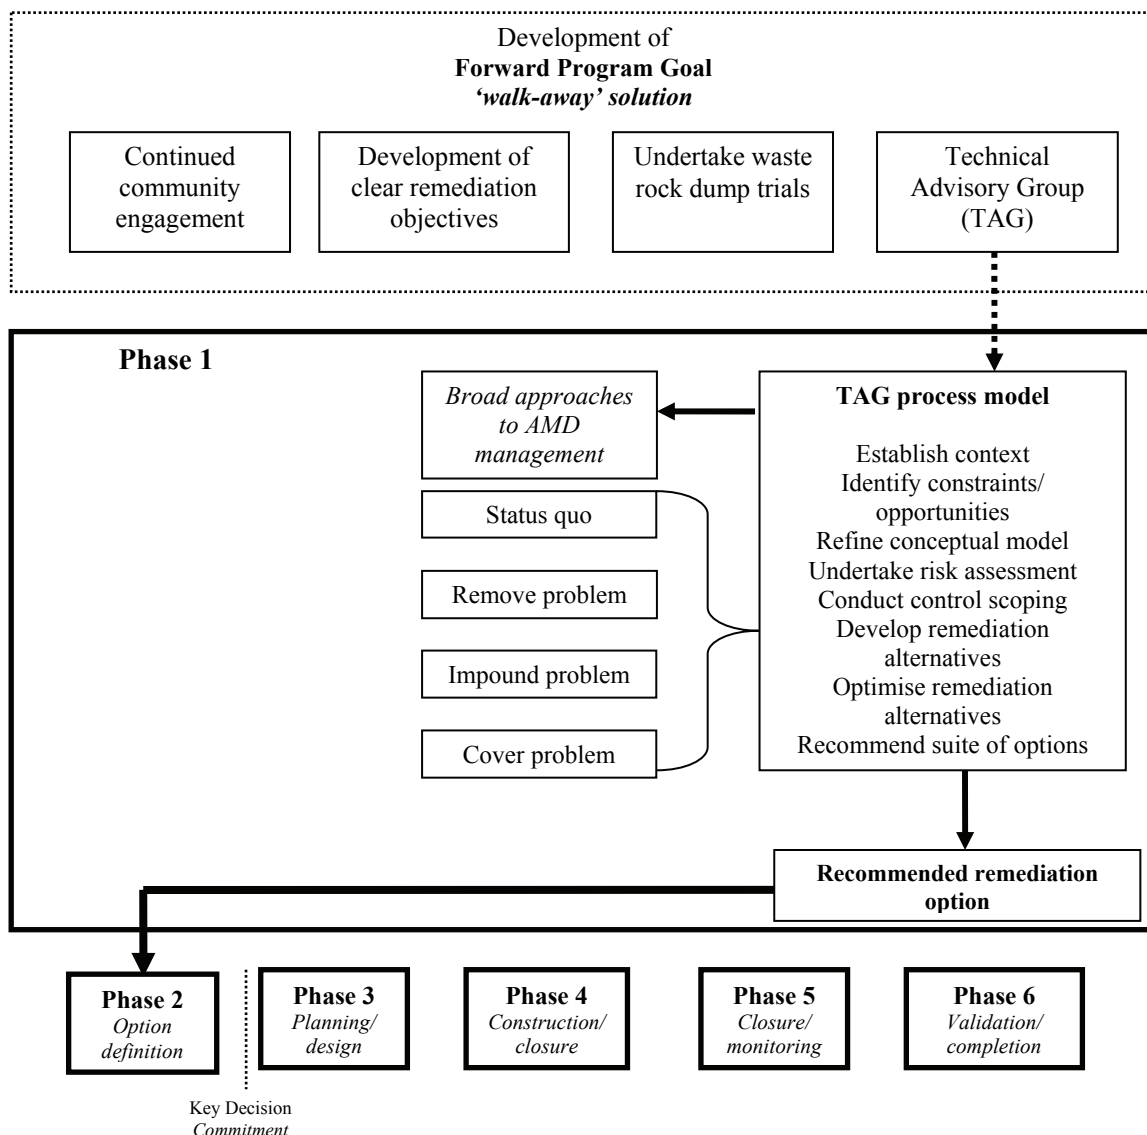 Development of
Forward Program Goal
‘walk-away’ solution
Continued
community
engagement
Development of
clear remediation
objectives
Undertake waste
rock dump trials
Technical
Advisory Group
(TAG)
Phase 1
Broad approaches
to AMD
management
Status quo
Remove problem
Impound problem
Cover problem
TAG process model
Establish context
Identify constraints/
opportunities
Refine conceptual model
Undertake risk assessment
Conduct control scoping
Develop remediation
alternatives
Optimise remediation
alternatives
Recommend suite of options
Recommended remediation
option
Phase 2
Option
definition
Key Decision
Commitment
Phase 3
Planning/
design
Phase 4
Construction/
closure
Phase 5
Closure/
monitoring
Phase 6
Validation/
completion